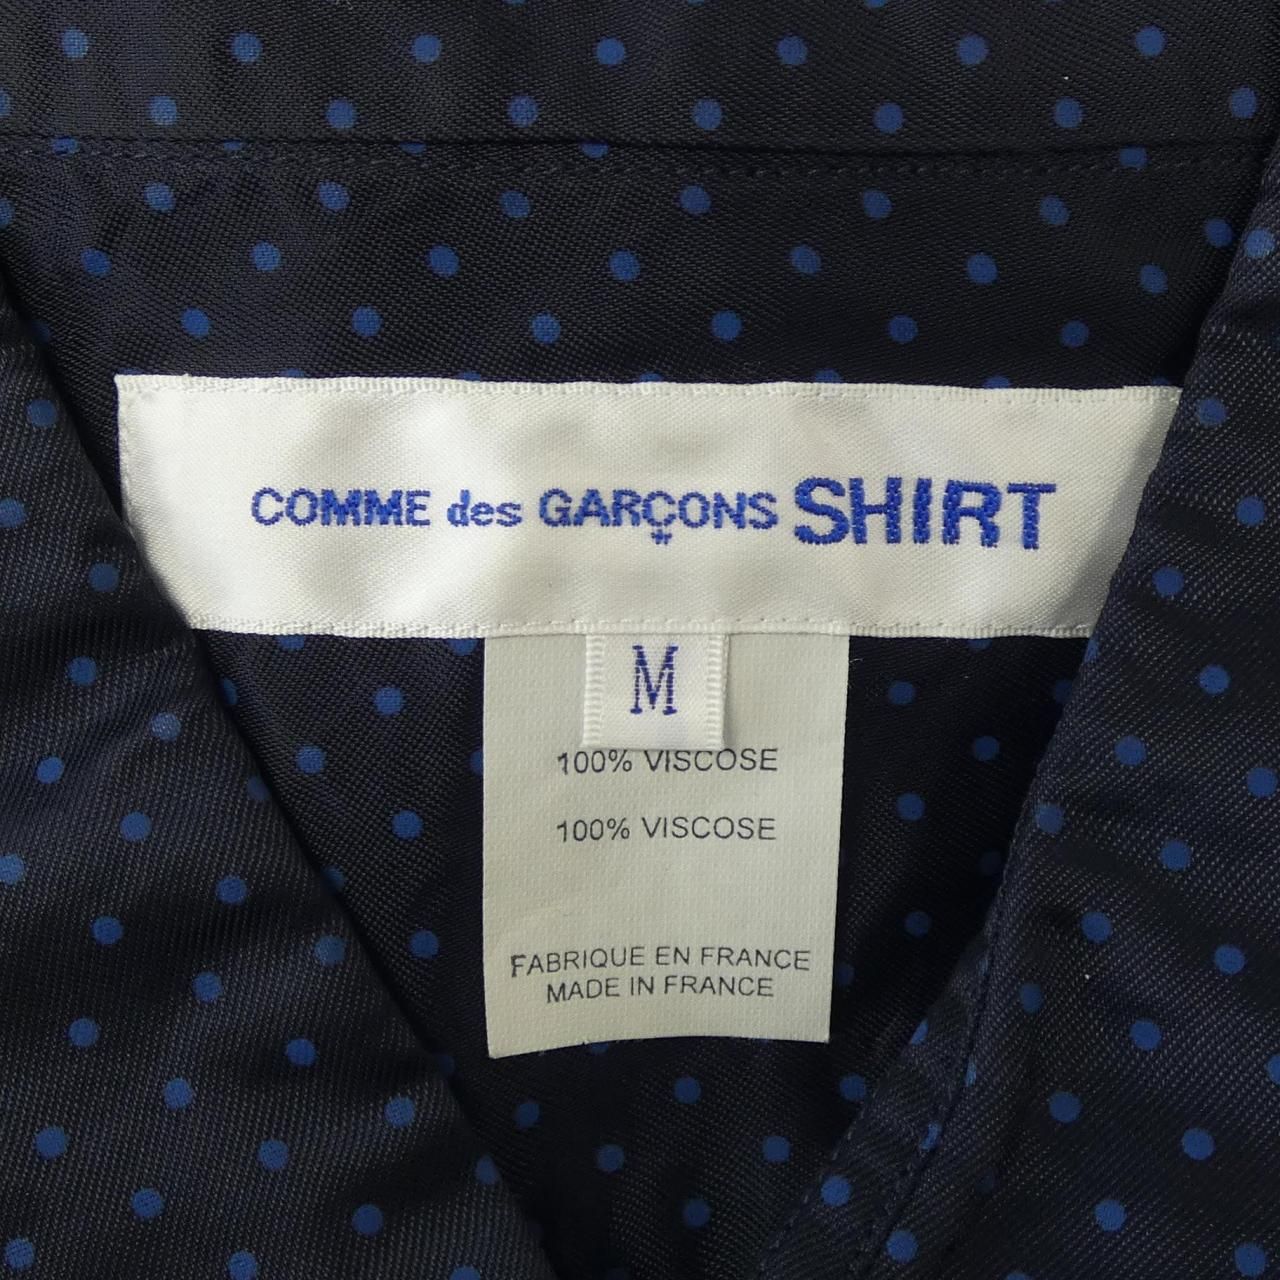 COMME des GARÇONS SHIRT
M
100% VISCOSE
100% VISCOSE
FABRIQUE EN FRANCE
MADE IN FRANCE